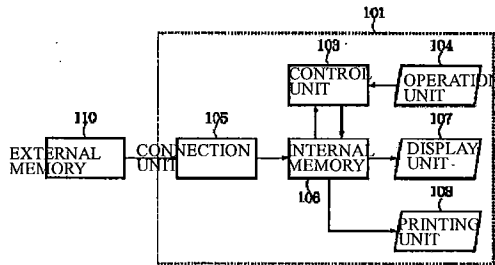 101
103
104
CONTROL
UNIT
OPERATION
UNIT
110
105
107
EXTERNAL
MEMORY
CONNECTION
UNIT
INTERNAL
MEMORY
DISPLAY
UNIT
106
108
PRINTING
UNIT